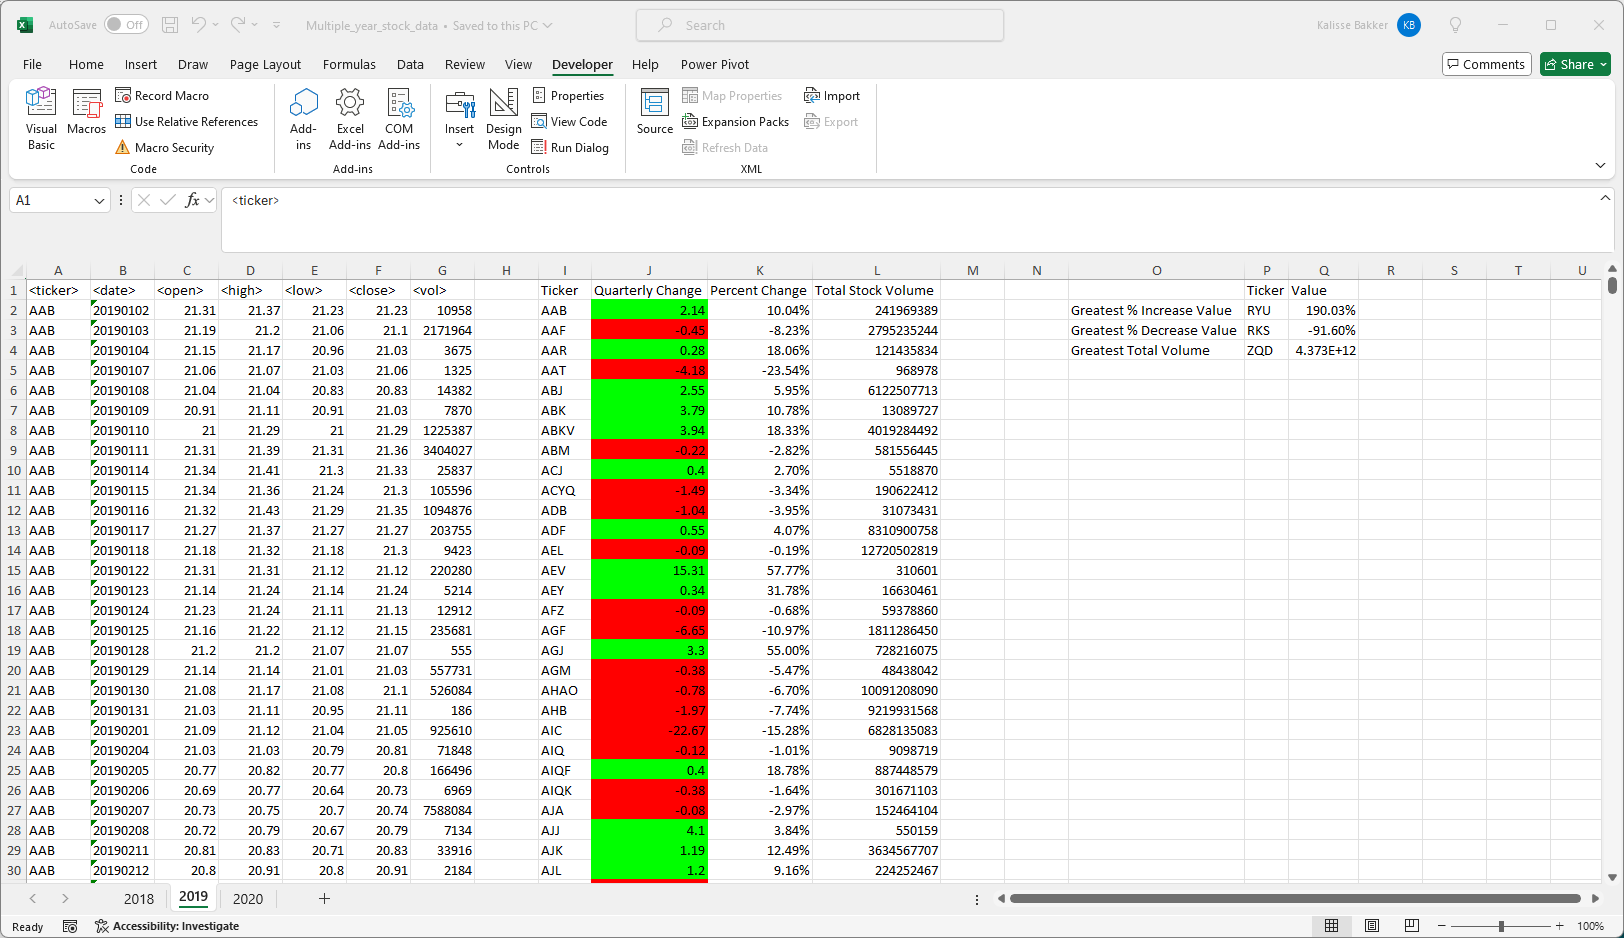 AutoSave Off Multiple_year_stock_data • Saved to this PC Search Kalisse Bakker KB
File Home Insert Draw Page Layout Formulas Data Review View Developer Help Power Pivot Comments Share
Visual Basic Macros Record Macro Use Relative References Macro Security Code
Add-ins Excel Add-ins COM Add-ins Add-ins
Insert Design Mode Properties View Code Run Dialog Controls
Source Map Properties Expansion Packs Refresh Data Import Export XML
A1 fx <ticker>
A B C D E F G H I J K L M N O P Q R S T U
1 <ticker> <date> <open> <high> <low> <close> <vol> Ticker Quarterly Change Percent Change Total Stock Volume Ticker Value
2 AAB 20190102 21.31 21.37 21.23 21.23 10958 AAB 2.14 10.04% 241969389 Greatest % Increase Value RYU 190.03%
3 AAB 20190103 21.19 21.2 21.06 21.1 2171964 AAF -0.45 -8.23% 2795235244 Greatest % Decrease Value RKS -91.60%
4 AAB 20190104 21.15 21.17 20.96 21.03 3675 AAR 0.28 18.06% 121435834 Greatest Total Volume ZQD 4.373E+12
5 AAB 20190107 21.06 21.07 21.03 21.06 1325 AAT -4.18 -23.54% 968978
6 AAB 20190108 21.04 21.04 20.83 20.83 14382 ABJ 2.55 5.95% 6122507713
7 AAB 20190109 20.91 21.11 20.91 21.03 7870 ABK 3.79 10.78% 13089727
8 AAB 20190110 21 21.29 21 21.29 1225387 ABKV 3.94 18.33% 4019284492
9 AAB 20190111 21.31 21.39 21.31 21.36 3404027 ABM -0.22 -2.82% 581556445
10 AAB 20190114 21.34 21.41 21.3 21.33 25837 ACJ 0.4 2.70% 5518870
11 AAB 20190115 21.34 21.36 21.24 21.3 105596 ACYQ -1.49 -3.34% 190622412
12 AAB 20190116 21.32 21.43 21.29 21.35 1094876 ADB -1.04 -3.95% 31073431
13 AAB 20190117 21.27 21.37 21.27 21.27 203755 ADF 0.55 4.07% 8310900758
14 AAB 20190118 21.18 21.32 21.18 21.3 9423 AEL -0.09 -0.19% 12720502819
15 AAB 20190122 21.31 21.31 21.12 21.12 220280 AEV 15.31 57.77% 310601
16 AAB 20190123 21.14 21.24 21.14 21.24 5214 AEY 0.34 31.78% 16630461
17 AAB 20190124 21.23 21.24 21.11 21.13 12912 AFZ -0.09 -0.68% 59378860
18 AAB 20190125 21.16 21.22 21.12 21.15 235681 AGF -6.65 -10.97% 1811286450
19 AAB 20190128 21.2 21.2 21.07 21.07 555 AGJ 3.3 55.00% 728216075
20 AAB 20190129 21.14 21.14 21.01 21.03 557731 AGM -0.38 -5.47% 48438042
21 AAB 20190130 21.08 21.17 21.08 21.1 526084 AHAO -0.78 -6.70% 10091208090
22 AAB 20190131 21.03 21.11 20.95 21.11 186 AHB -1.97 -7.74% 9219931568
23 AAB 20190201 21.09 21.12 21.04 21.05 925610 AIC -22.67 -15.28% 6828135083
24 AAB 20190204 21.03 21.03 20.79 20.81 71848 AIQ -0.12 -1.01% 9098719
25 AAB 20190205 20.77 20.82 20.77 20.8 166496 AIQF 0.4 18.78% 887448579
26 AAB 20190206 20.69 20.77 20.64 20.73 6969 AIQK -0.38 -1.64% 301671103
27 AAB 20190207 20.73 20.75 20.7 20.74 7588084 AJA -0.08 -2.97% 152464104
28 AAB 20190208 20.72 20.79 20.67 20.79 7134 AJJ 4.1 3.84% 550159
29 AAB 20190211 20.81 20.83 20.71 20.83 33916 AJK 1.19 12.49% 3634567707
30 AAB 20190212 20.8 20.91 20.8 20.91 2184 AJL 1.2 9.16% 224252467
2018 2019 2020
Ready Accessibility: Investigate 100%